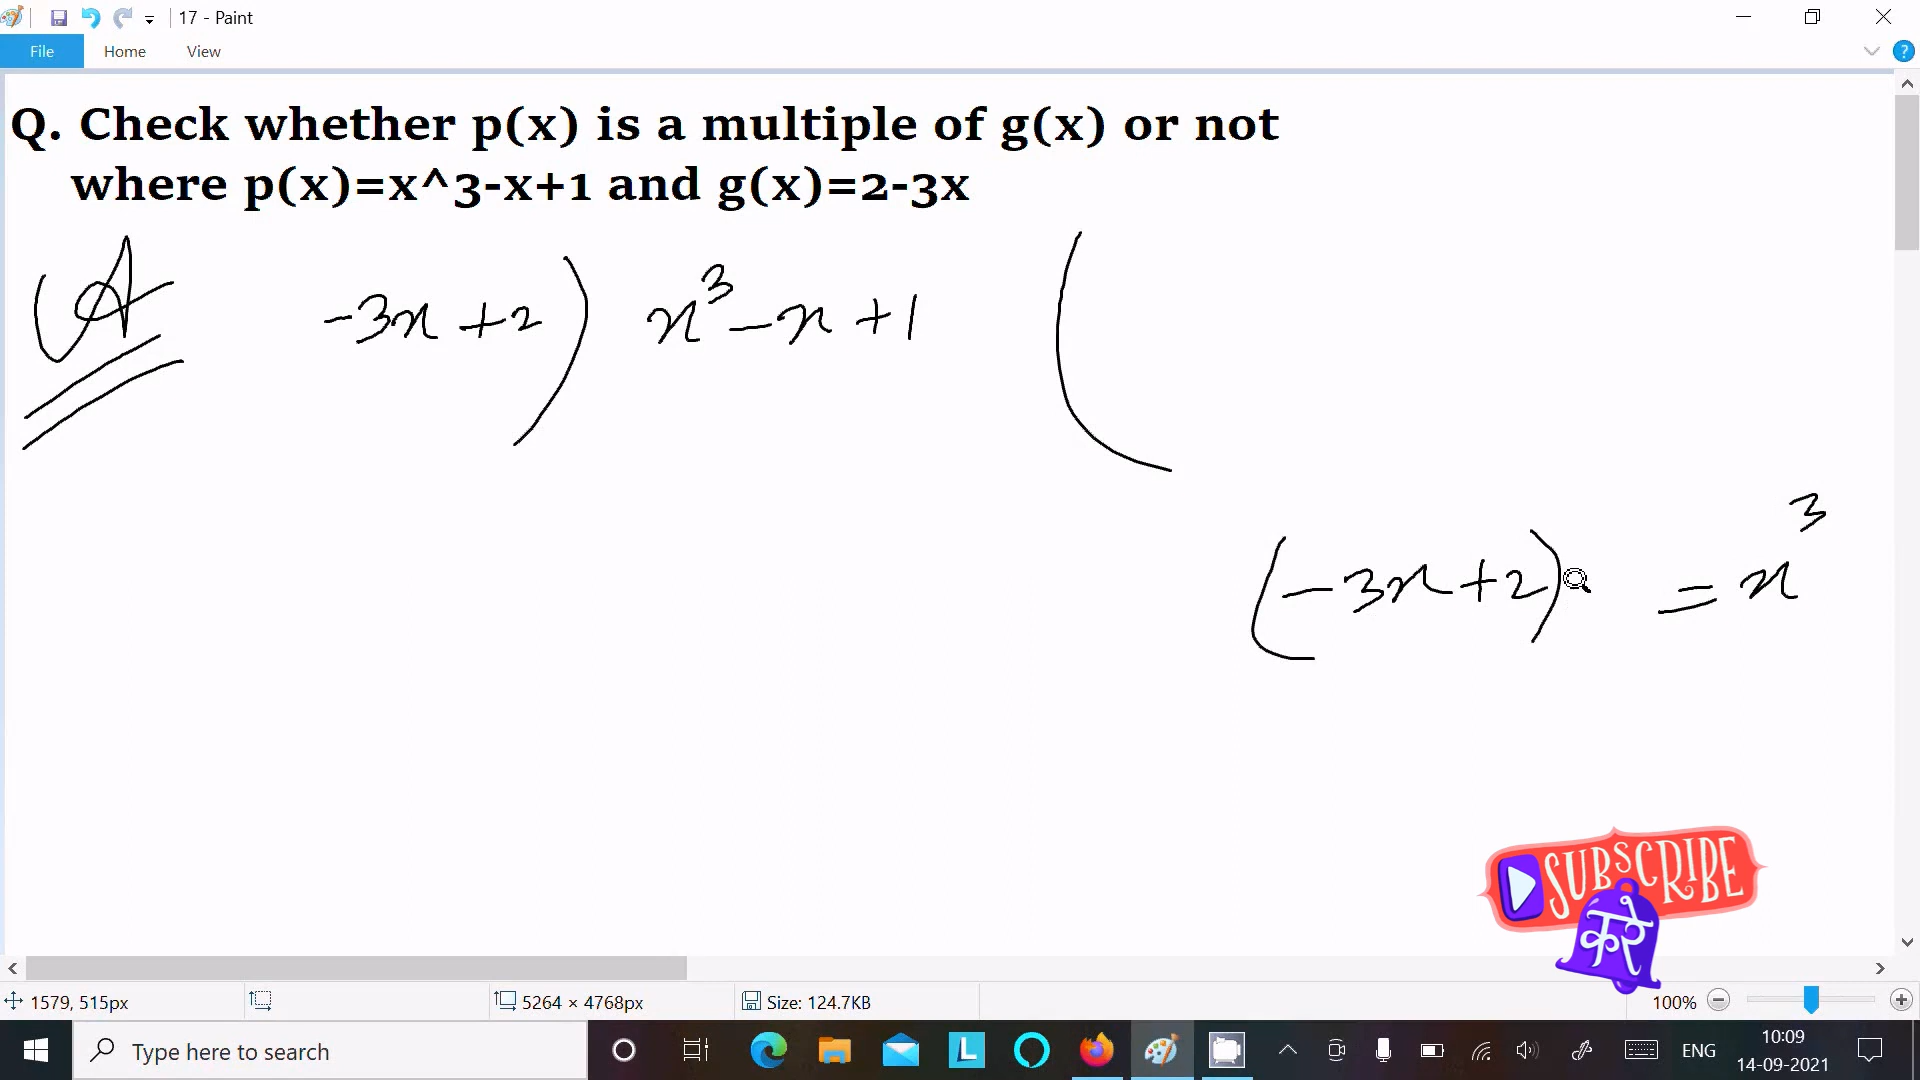 17 - Paint
File Home View
Q. Check whether p(x) is a multiple of g(x) or not
where p(x)=x^3-x+1 and g(x)=2-3x
A
-3x+2) x³-x+1 (
(-3x+2) = x³
SUBSCRIBE
करे
1579, 515px 5264 × 4768px Size: 124.7KB 100%
Type here to search
L
ENG
10:09
14-09-2021